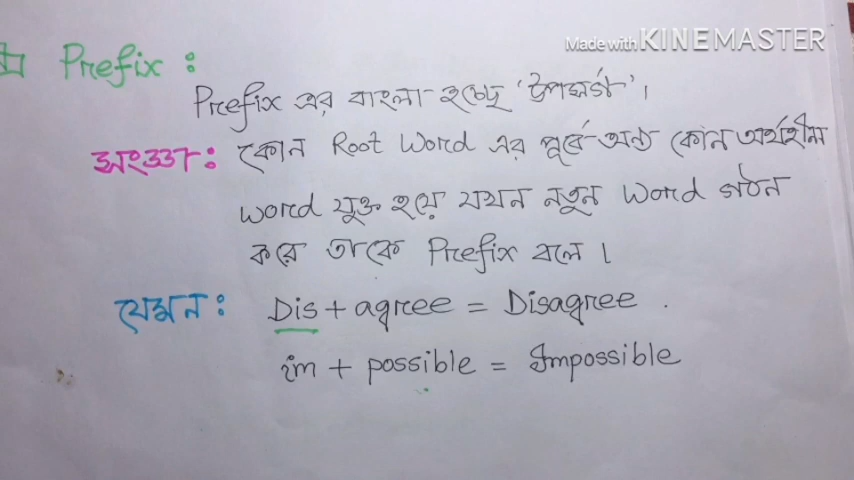 Made with KINEMASTER
Prefix :
Prefix এর বাংলা হচ্ছে 'উপসর্গ'।
সংজ্ঞা: কোন Root Word এর পূর্বে অন্য কোন অর্থহীন
word যুক্ত হয়ে যখন নতুন Word গঠন
করে তাকে Prefix বলে।
যেমন: Dis + agree = Disagree.
im + possible = Impossible